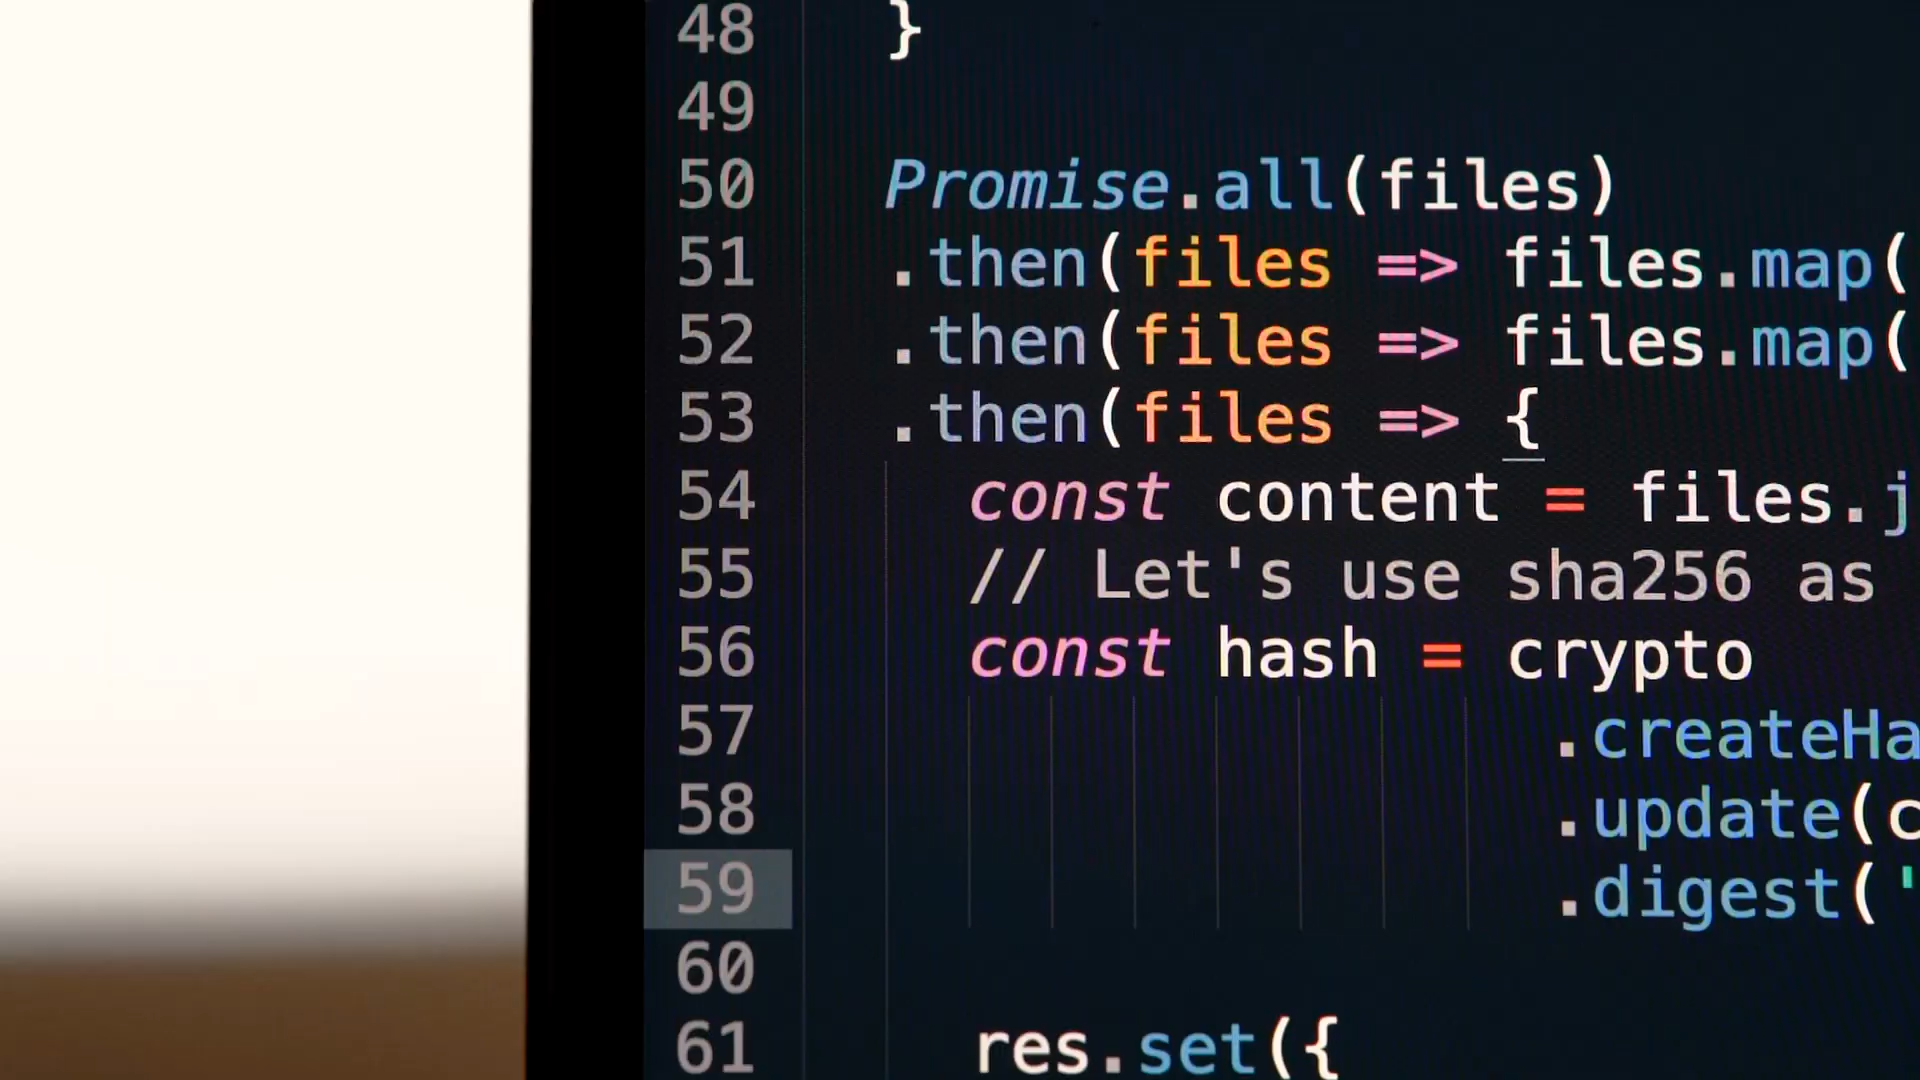 48 }
49
50 Promise.all(files)
51 .then(files => files.map(
52 .then(files => files.map(
53 .then(files => {
54 const content = files.j
55 // Let's use sha256 as
56 const hash = crypto
57 .createHa
58 .update(c
59 .digest('
60
61 res.set({